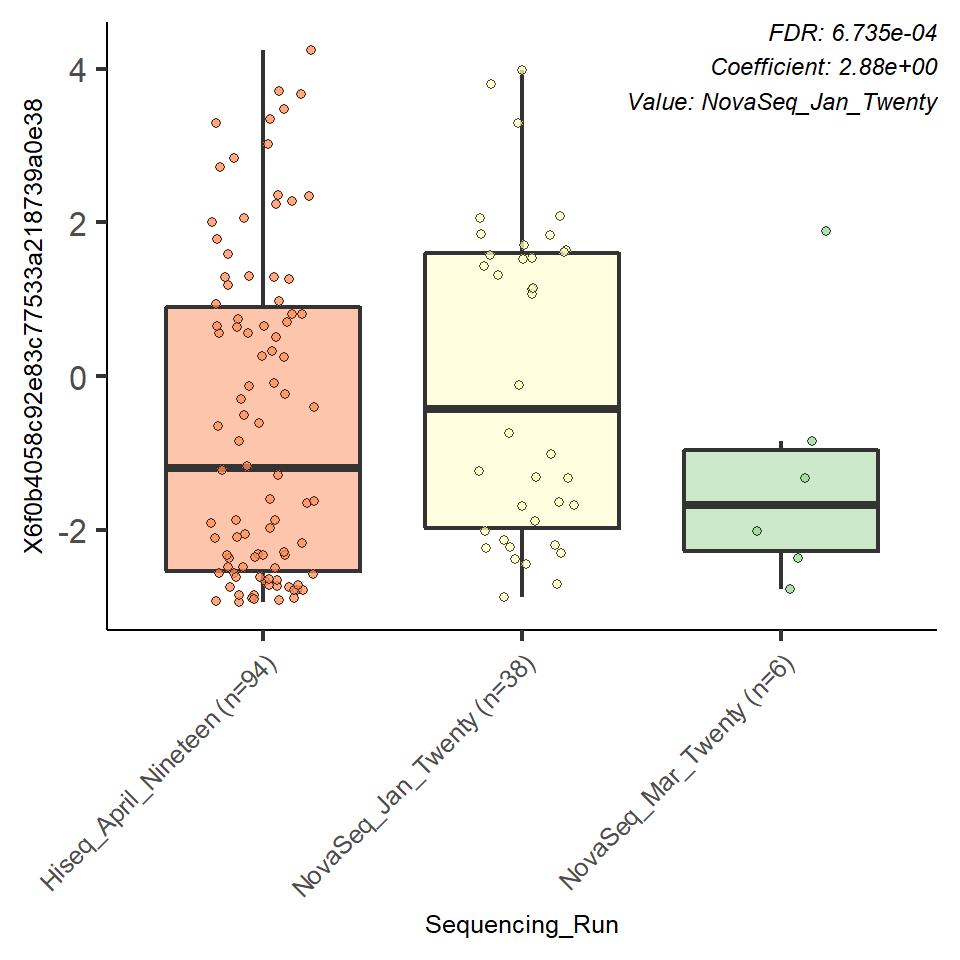 FDR: 6.735e-04
Coefficient: 2.88e+00
Value: NovaSeq_Jan_Twenty
X6f0b4058c92e83c77533a218739a0e38
4
2
0
-2
Hiseq_April_Nineteen (n=94)
NovaSeq_Jan_Twenty (n=38)
NovaSeq_Mar_Twenty (n=6)
Sequencing_Run